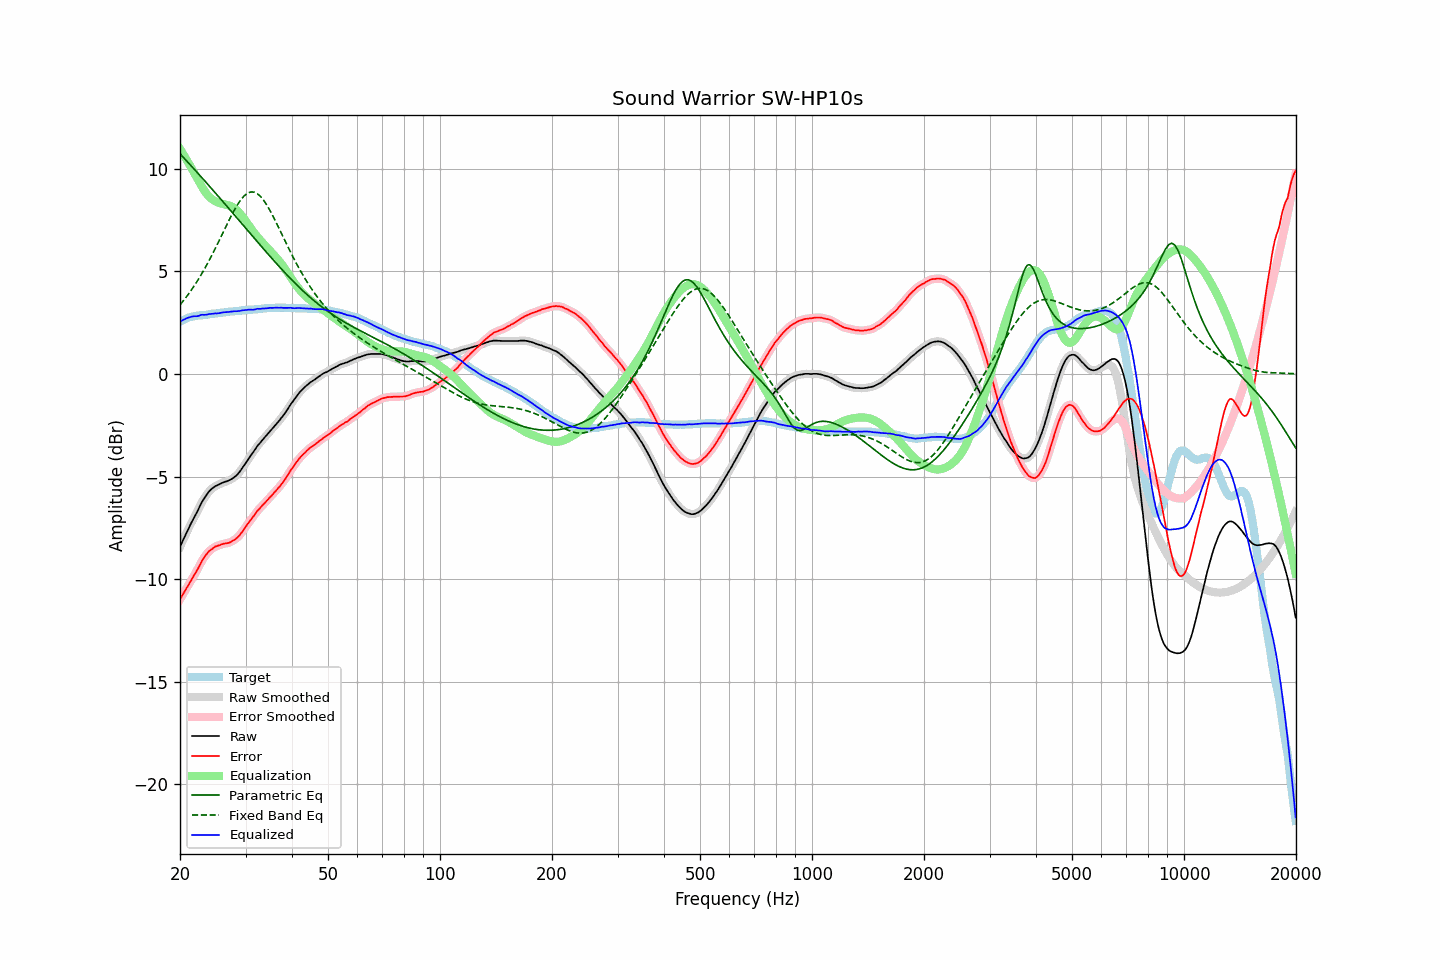 Sound Warrior SW-HP10s
Amplitude (dBr)
10
5
0
−5
−10
−15
−20
Target
Raw Smoothed
Error Smoothed
Raw
Error
Equalization
Parametric Eq
Fixed Band Eq
Equalized
20 50 100 200 500 1000 2000 5000 10000 20000
Frequency (Hz)